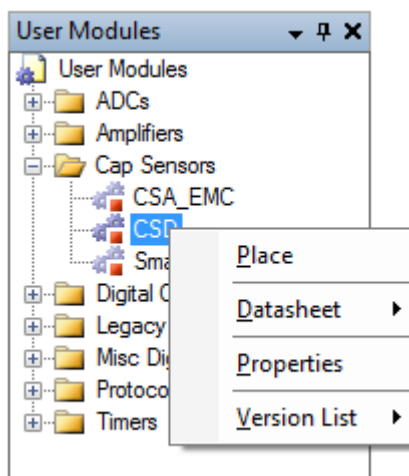 User Modules
User Modules
ADCs
Amplifiers
Cap Sensors
CSA_EMC
CSD
Sma
Digital C
Legacy
Misc Dig
Protoco
Timers
Place
Datasheet
Properties
Version List